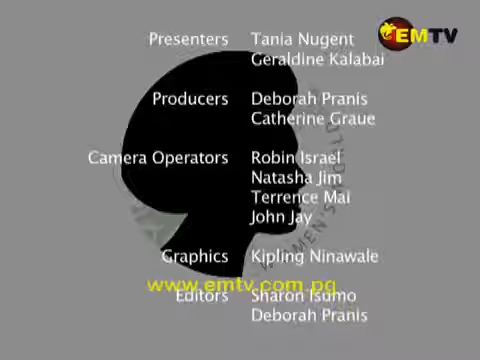 EMTV
Presenters Tania Nugent
Geraldine Kalabai
Producers Deborah Pranis
Catherine Graue
Camera Operators Robin Israel
Natasha Jim
Terrence Mai
John Jay
Graphics Kipling Ninawale
www.emtv.com.pg
Editors Sharon Isumo
Deborah Pranis